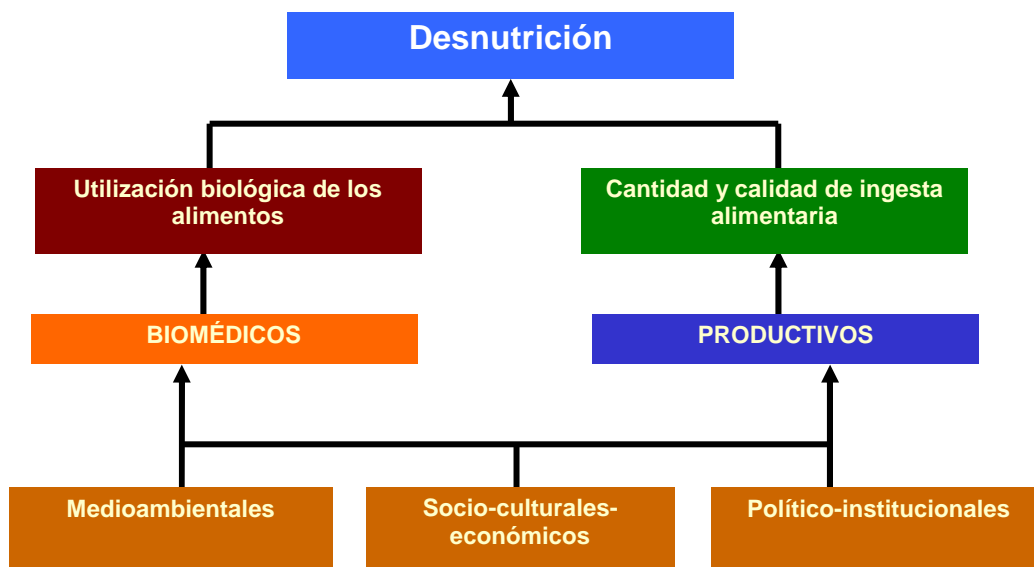 Desnutrición
Utilización biológica de los
alimentos
Cantidad y calidad de ingesta
alimentaria
BIOMÉDICOS
PRODUCTIVOS
Medioambientales
Socio-culturales-
económicos
Político-institucionales